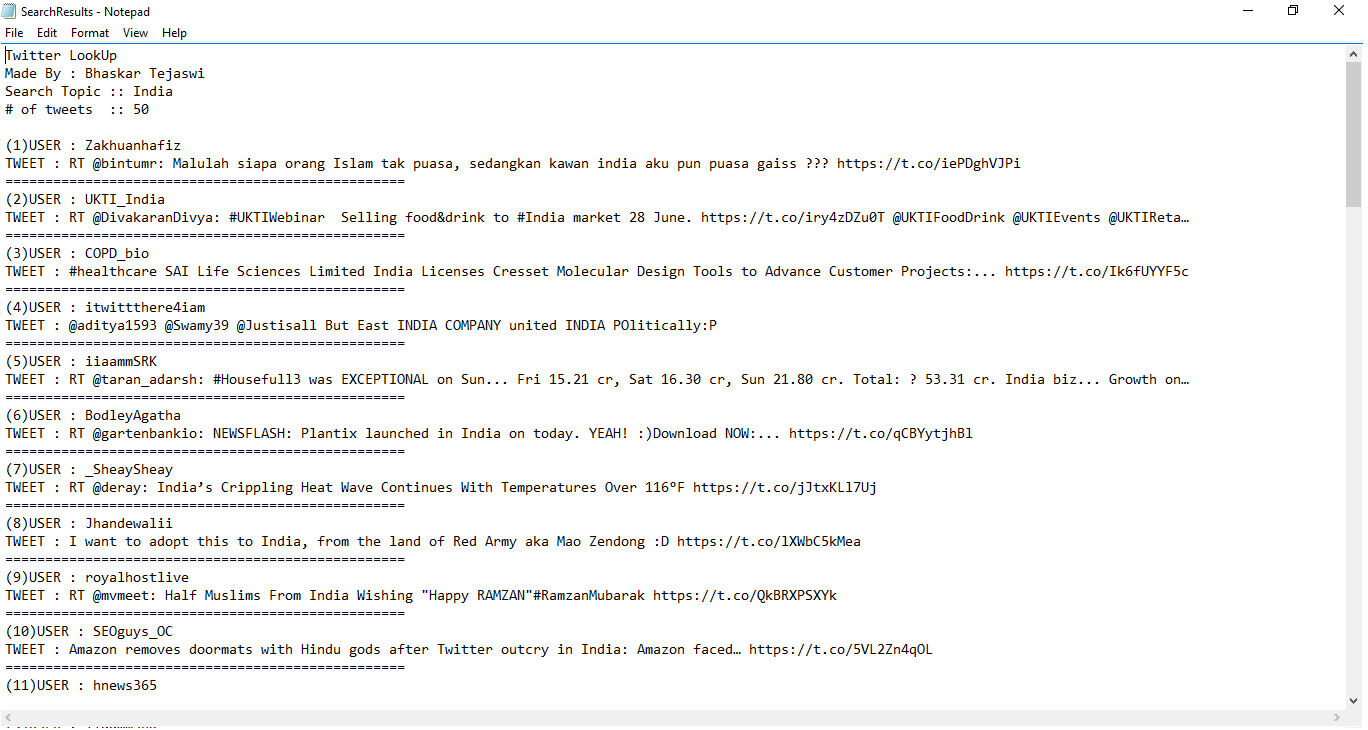 SearchResults - Notepad
File Edit Format View Help
Twitter LookUp
Made By : Bhaskar Tejaswi
Search Topic :: India
# of tweets  :: 50
(1)USER : Zakhuanhafiz
TWEET : RT @bintumr: Malulah siapa orang Islam tak puasa, sedangkan kawan india aku pun puasa gaiss ??? https://t.co/iePDghVJPi
==================================================
(2)USER : UKTI_India
TWEET : RT @DivakaranDivya: #UKTIWebinar  Selling food&drink to #India market 28 June. https://t.co/iry4zDZu0T @UKTIFoodDrink @UKTIEvents @UKTIReta…
==================================================
(3)USER : COPD_bio
TWEET : #healthcare SAI Life Sciences Limited India Licenses Cresset Molecular Design Tools to Advance Customer Projects:... https://t.co/Ik6fUYYF5c
==================================================
(4)USER : itwittthere4iam
TWEET : @aditya1593 @Swamy39 @Justisall But East INDIA COMPANY united INDIA POlitically:P
==================================================
(5)USER : iiaammSRK
TWEET : RT @taran_adarsh: #Housefull3 was EXCEPTIONAL on Sun... Fri 15.21 cr, Sat 16.30 cr, Sun 21.80 cr. Total: ? 53.31 cr. India biz... Growth on…
==================================================
(6)USER : BodleyAgatha
TWEET : RT @gartenbankio: NEWSFLASH: Plantix launched in India on today. YEAH! :)Download NOW:... https://t.co/qCBYytjhBl
==================================================
(7)USER : _SheaySheay
TWEET : RT @deray: India’s Crippling Heat Wave Continues With Temperatures Over 116°F https://t.co/jJtxKLl7Uj
==================================================
(8)USER : Jhandewalii
TWEET : I want to adopt this to India, from the land of Red Army aka Mao Zendong :D https://t.co/lXWbC5kMea
==================================================
(9)USER : royalhostlive
TWEET : RT @mvmeet: Half Muslims From India Wishing "Happy RAMZAN"#RamzanMubarak https://t.co/QkBRXPSXYk
==================================================
(10)USER : SEOguys_OC
TWEET : Amazon removes doormats with Hindu gods after Twitter outcry in India: Amazon faced… https://t.co/5VL2Zn4qOL
==================================================
(11)USER : hnews365